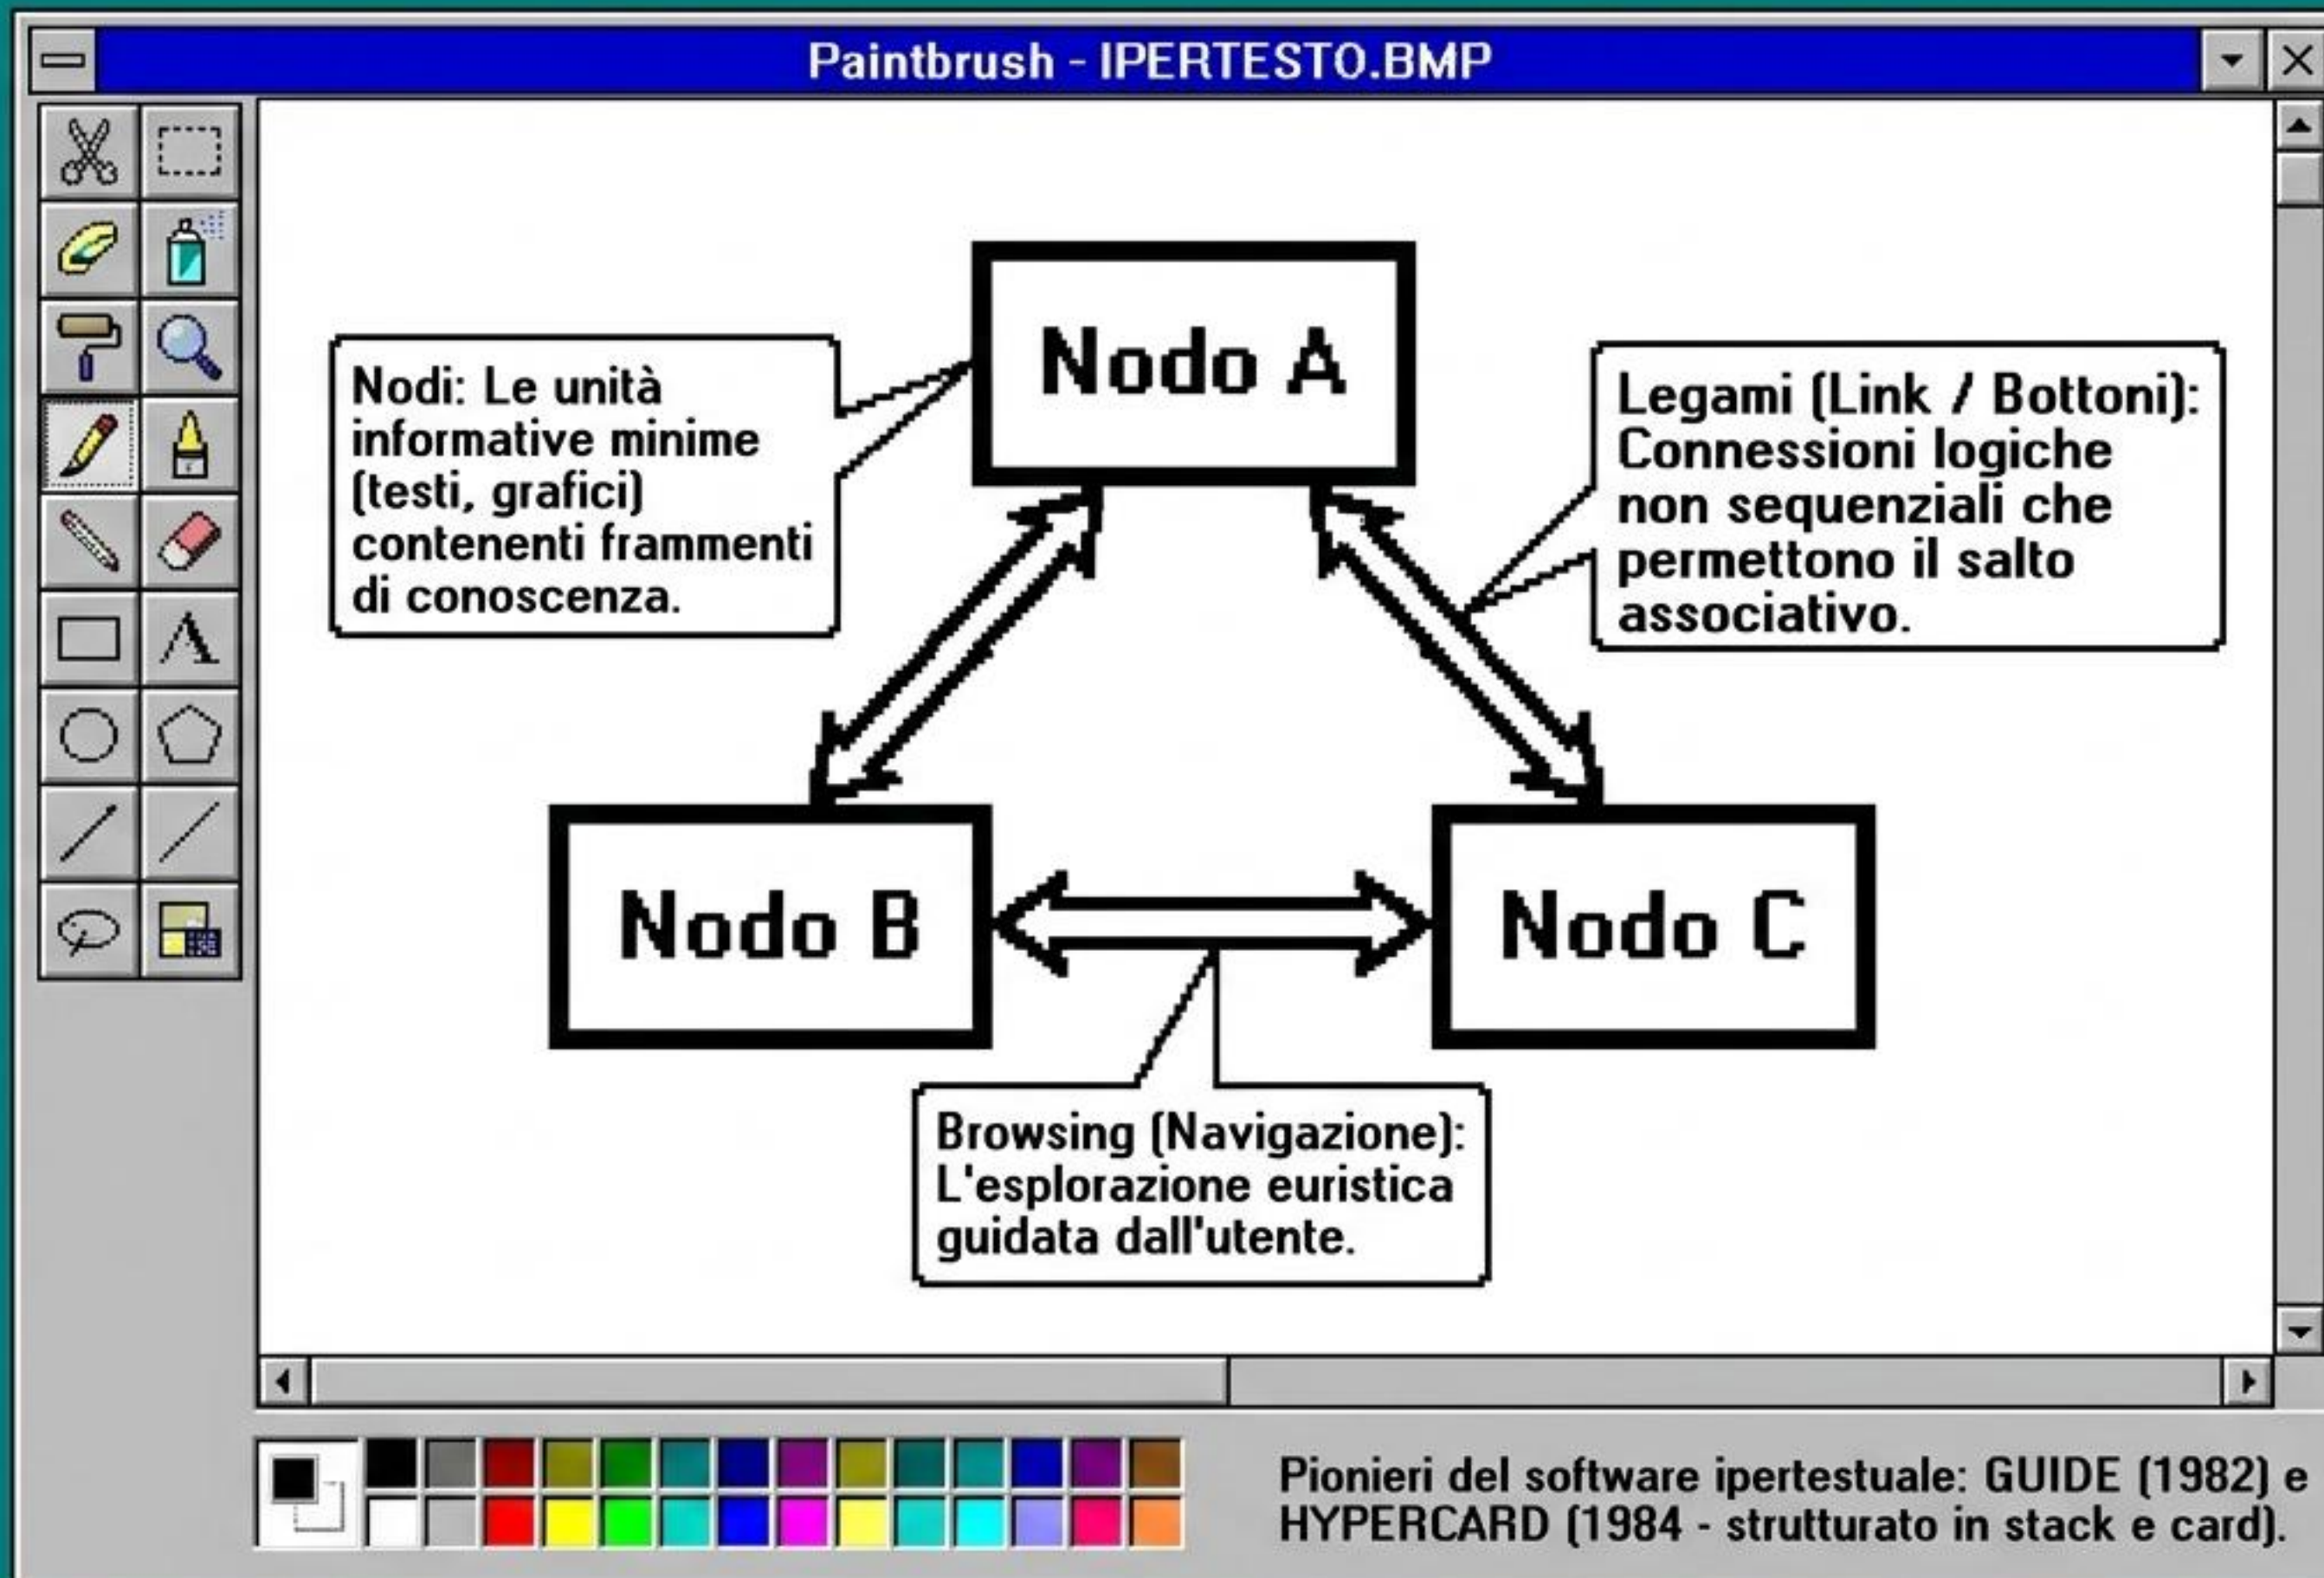 Paintbrush - IPERTESTO.BMP
Nodo A
Nodi: Le unità
informative minime
(testi, grafici)
contenenti frammenti
di conoscenza.
Legami (Link / Bottoni):
Connessioni logiche
non sequenziali che
permettono il salto
associativo.
Nodo B
Nodo C
Browsing (Navigazione):
L'esplorazione euristica
guidata dall'utente.
Pionieri del software ipertestuale: GUIDE (1982) e
HYPERCARD (1984 - strutturato in stack e card).